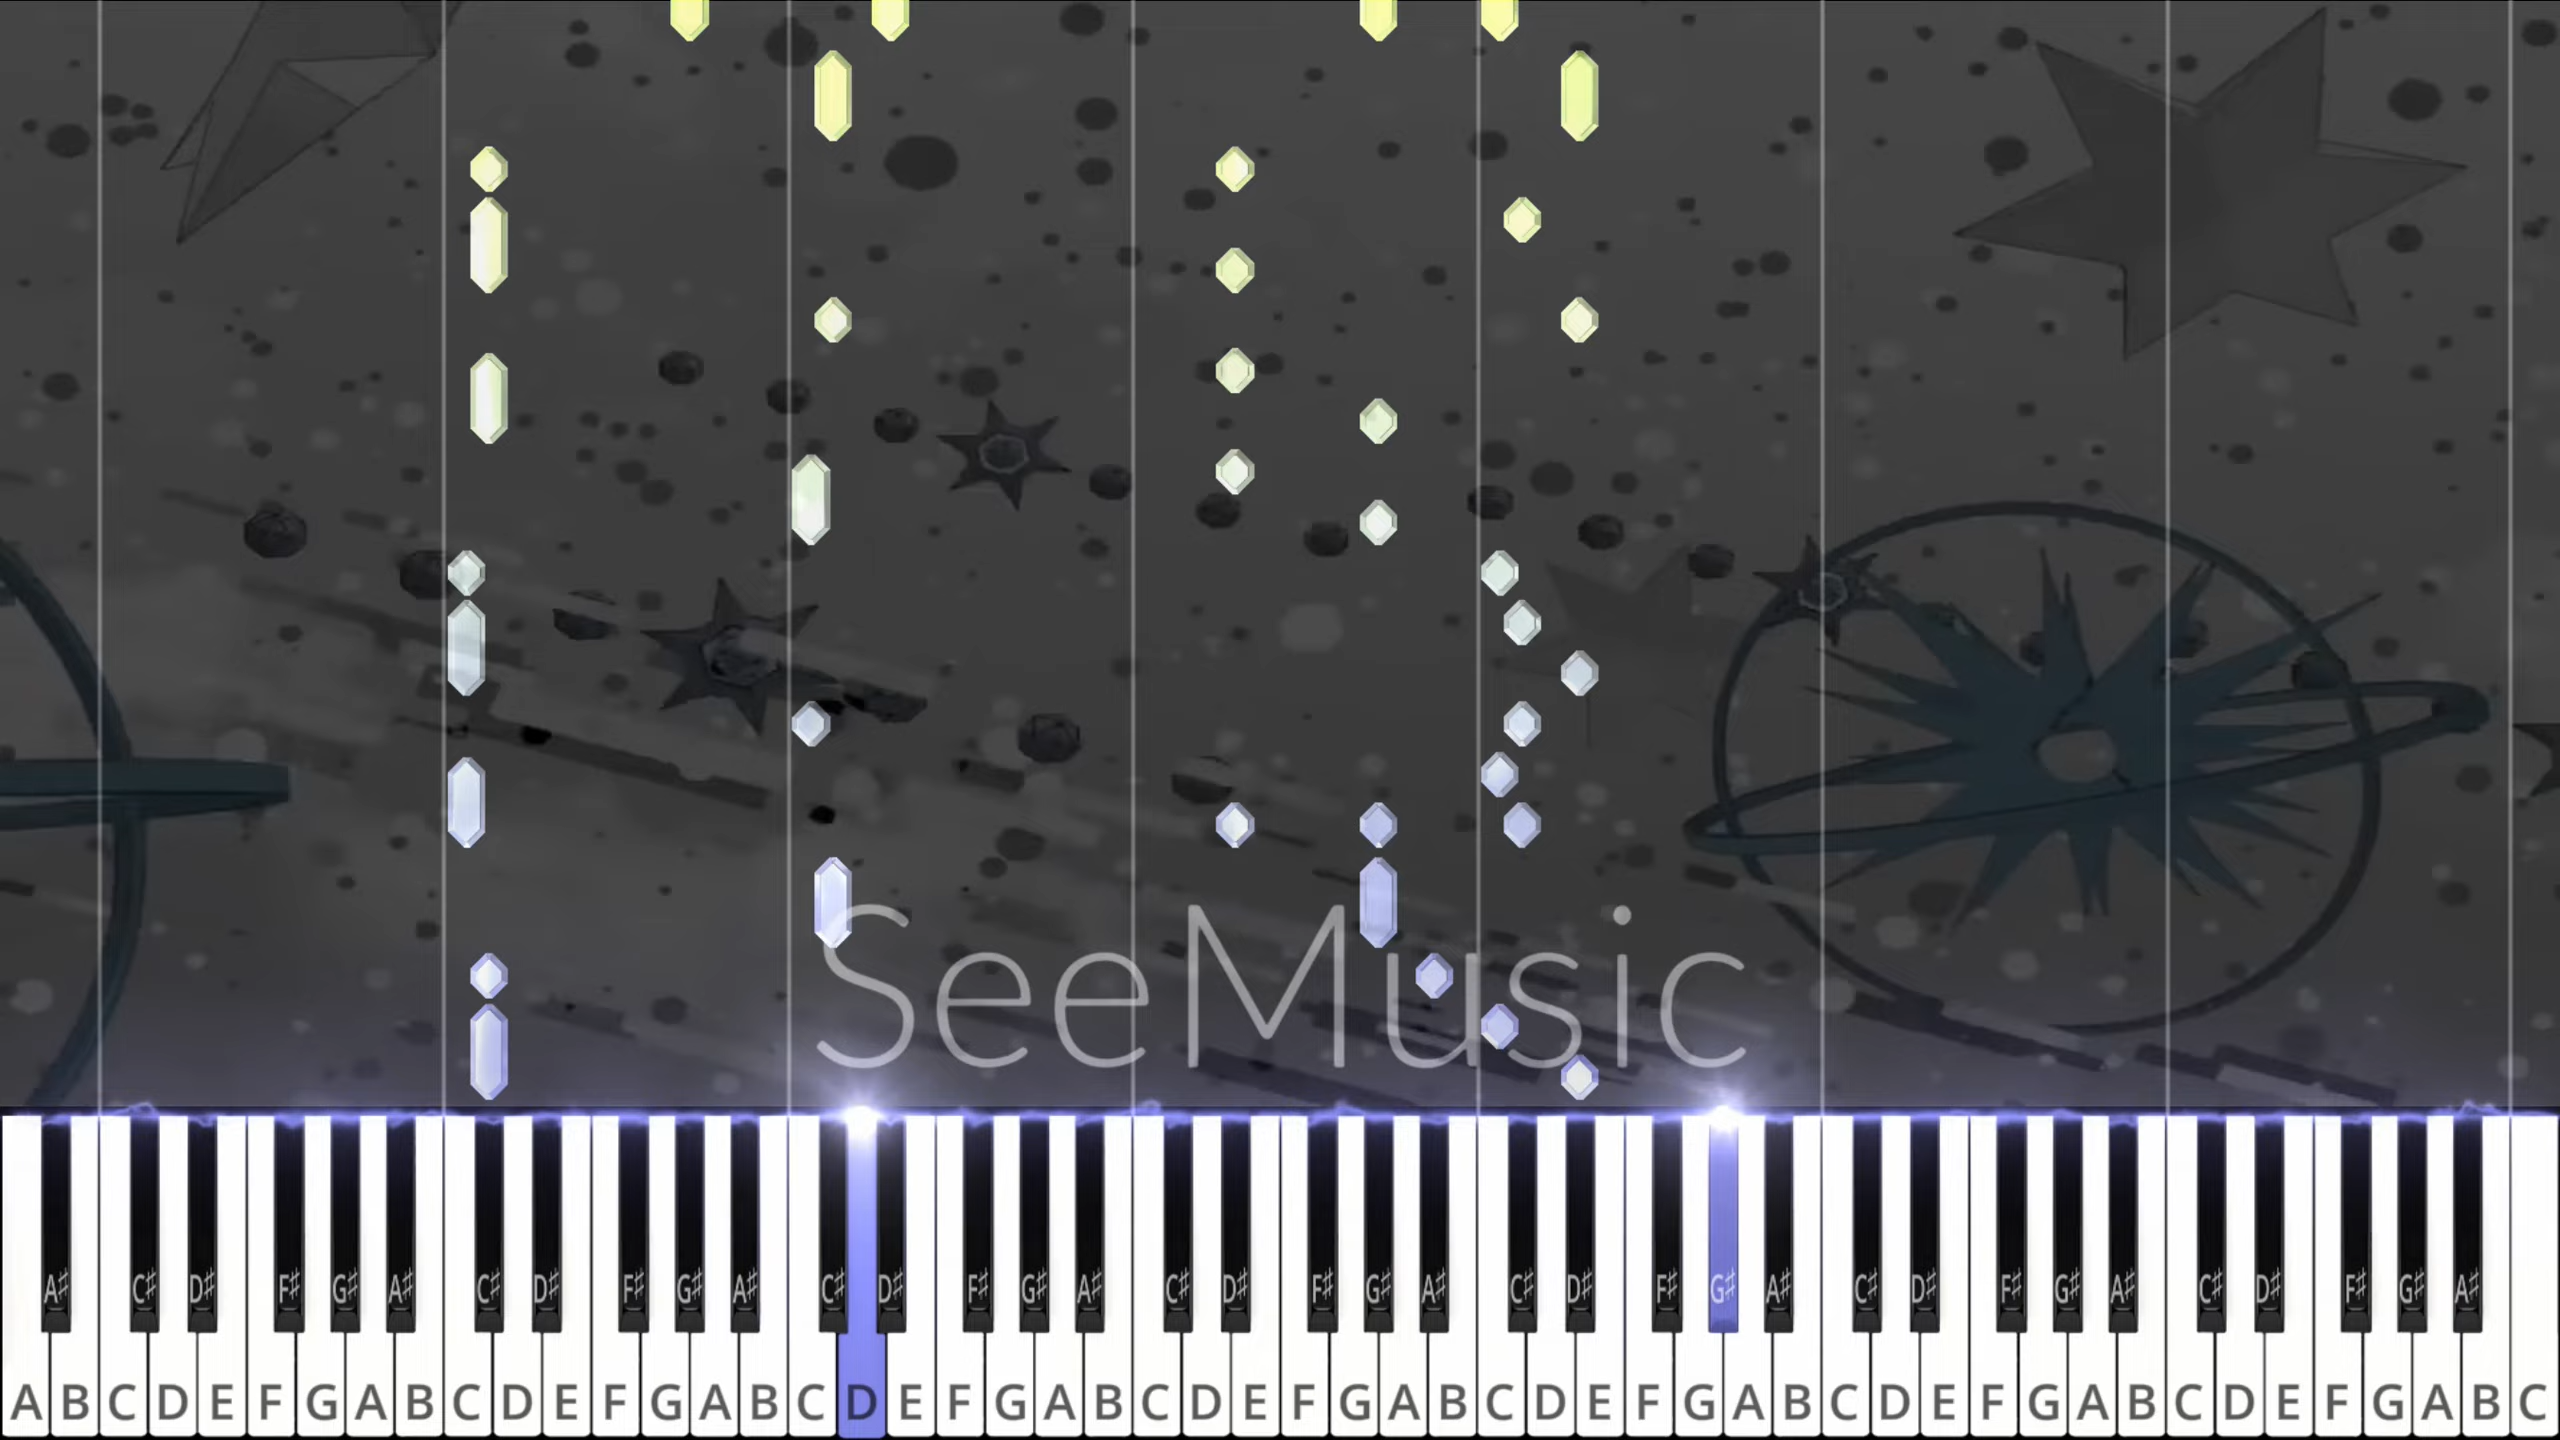 SeeMusic
A♯ C♯ D♯ F♯ G♯ A♯ C♯ D♯ F♯ G♯ A♯ C♯ D♯ F♯ G♯ A♯ C♯ D♯ F♯ G♯ A♯ C♯ D♯ F♯ G♯ A♯ C♯ D♯ F♯ G♯ A♯ C♯ D♯ F♯ G♯ A♯
A B C D E F G A B C D E F G A B C D E F G A B C D E F G A B C D E F G A B C D E F G A B C D E F G A B C